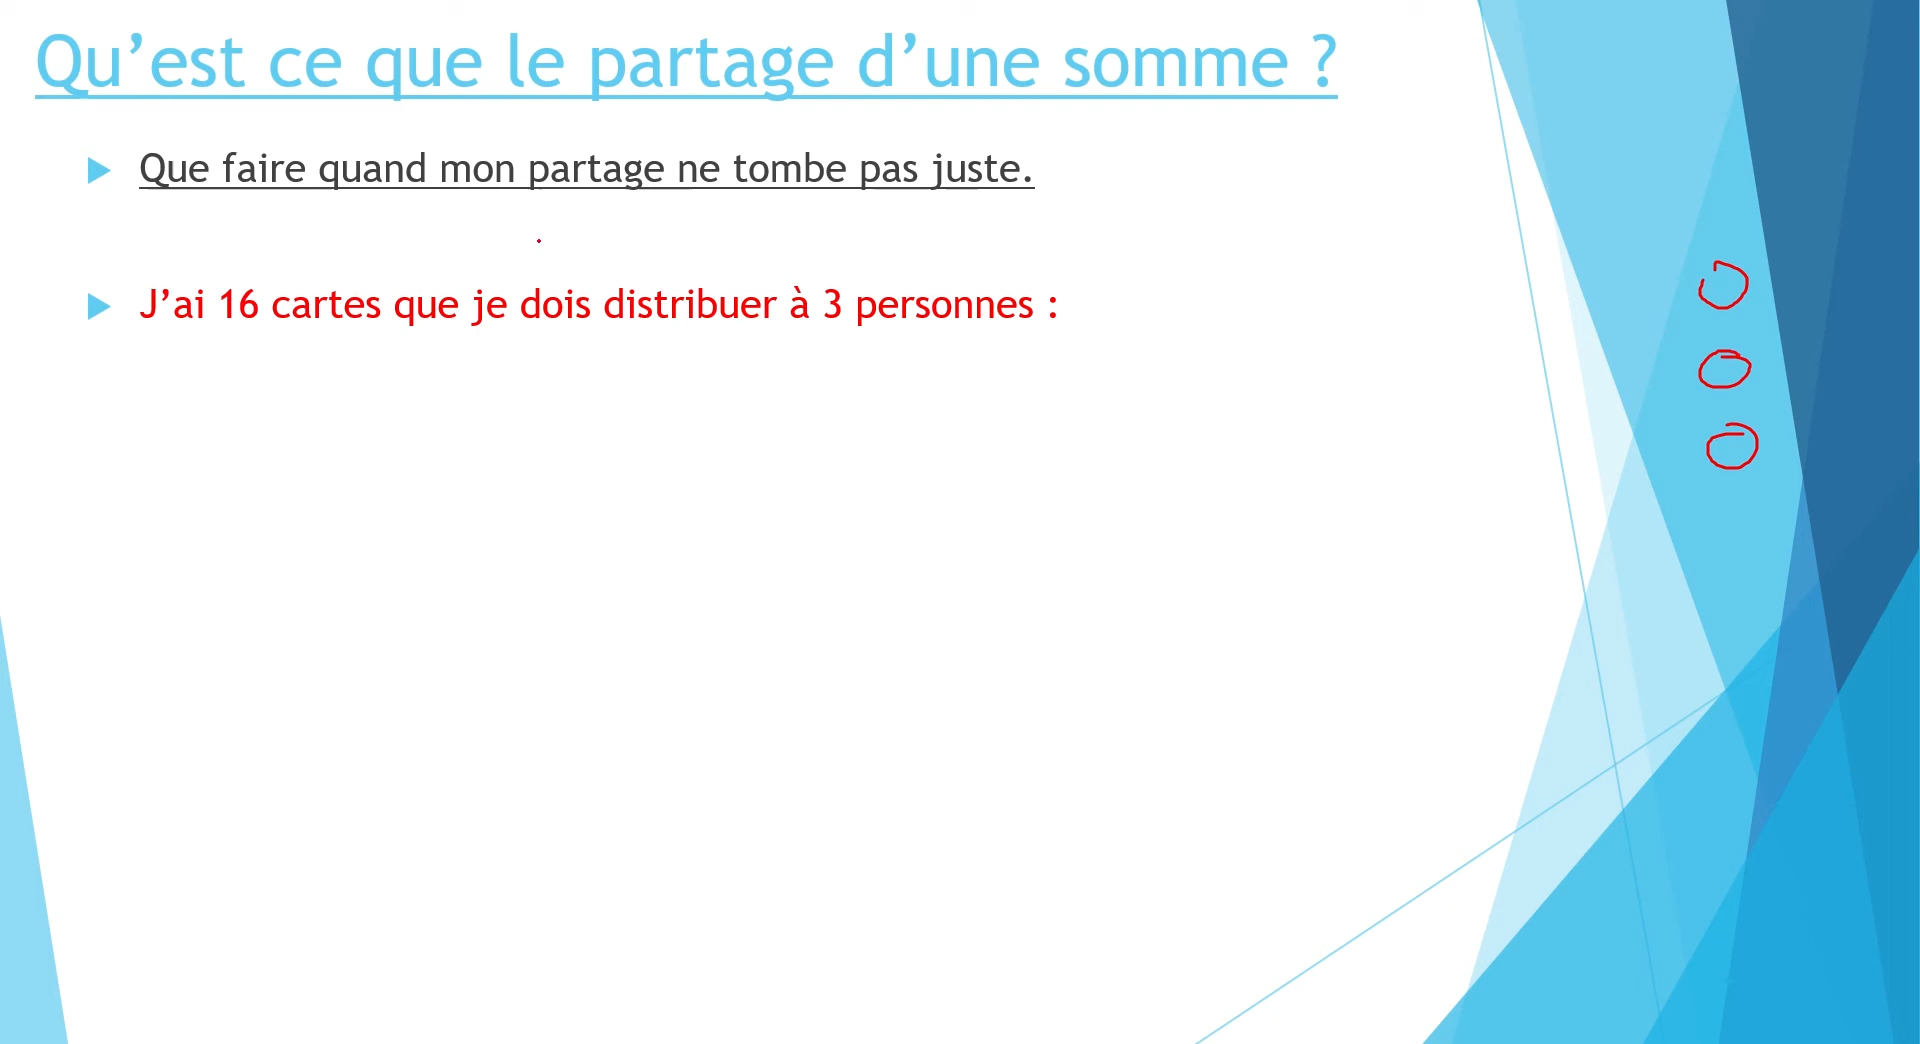 Qu’est ce que le partage d’une somme ?
Que faire quand mon partage ne tombe pas juste.
J’ai 16 cartes que je dois distribuer à 3 personnes :